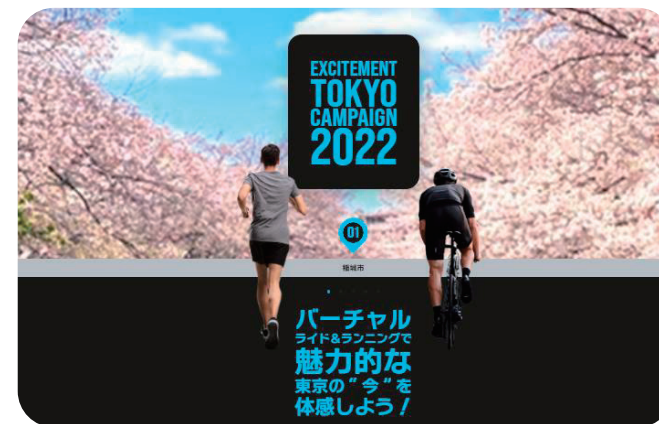 EXCITEMENT
TOKYO
CAMPAIGN
2022
01
稲城市
バーチャル
ライド&ランニングで
魅力的な
東京の"今"を
体感しよう!